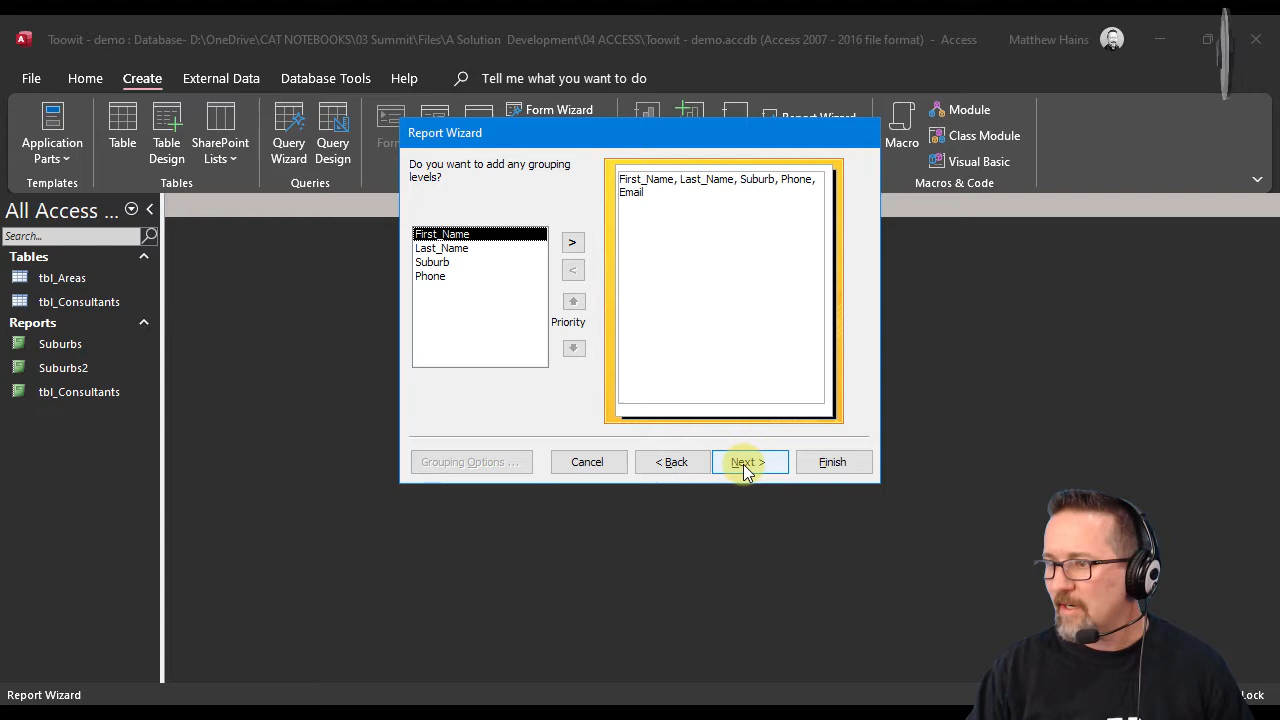 Toowit - demo : Database- D:\OneDrive\CAT NOTEBOOKS\03 Summit\Files\A Solution Development\04 ACCESS\Toowit - demo.accdb (Access 2007 - 2016 file format) - Access
Matthew Hains
File Home Create External Data Database Tools Help Tell me what you want to do
Application Parts
Table
Table Design
SharePoint Lists
Query Wizard
Query Design
Form Wizard
Report Wizard
Macro
Module
Class Module
Visual Basic
Templates
Tables
Queries
Macros & Code
All Access ...
Search...
Tables
tbl_Areas
tbl_Consultants
Reports
Suburbs
Suburbs2
tbl_Consultants
Report Wizard
Do you want to add any grouping
levels?
First_Name
Last_Name
Suburb
Phone
>
<
Priority
First_Name, Last_Name, Suburb, Phone,
Email
Grouping Options ...
Cancel
< Back
Next >
Finish
Report Wizard